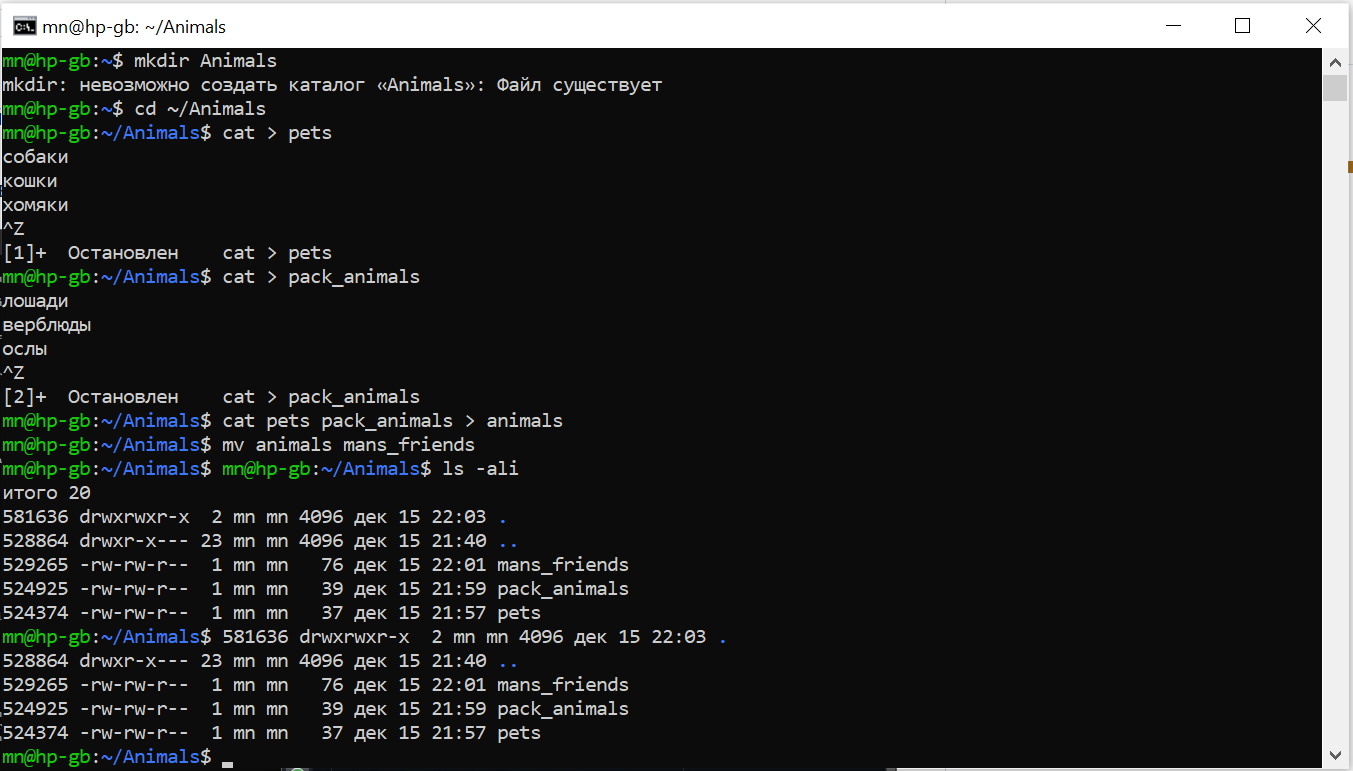 mn@hp-gb: ~/Animals
mn@hp-gb:~$ mkdir Animals
mkdir: невозможно создать каталог «Animals»: Файл существует
mn@hp-gb:~$ cd ~/Animals
mn@hp-gb:~/Animals$ cat > pets
собаки
кошки
хомяки
^Z
[1]+  Остановлен    cat > pets
mn@hp-gb:~/Animals$ cat > pack_animals
лошади
верблюды
ослы
^Z
[2]+  Остановлен    cat > pack_animals
mn@hp-gb:~/Animals$ cat pets pack_animals > animals
mn@hp-gb:~/Animals$ mv animals mans_friends
mn@hp-gb:~/Animals$ mn@hp-gb:~/Animals$ ls -ali
итого 20
581636 drwxrwxr-x  2 mn mn 4096 дек 15 22:03 .
528864 drwxr-x--- 23 mn mn 4096 дек 15 21:40 ..
529265 -rw-rw-r--  1 mn mn   76 дек 15 22:01 mans_friends
524925 -rw-rw-r--  1 mn mn   39 дек 15 21:59 pack_animals
524374 -rw-rw-r--  1 mn mn   37 дек 15 21:57 pets
mn@hp-gb:~/Animals$ 581636 drwxrwxr-x  2 mn mn 4096 дек 15 22:03 .
528864 drwxr-x--- 23 mn mn 4096 дек 15 21:40 ..
529265 -rw-rw-r--  1 mn mn   76 дек 15 22:01 mans_friends
524925 -rw-rw-r--  1 mn mn   39 дек 15 21:59 pack_animals
524374 -rw-rw-r--  1 mn mn   37 дек 15 21:57 pets
mn@hp-gb:~/Animals$